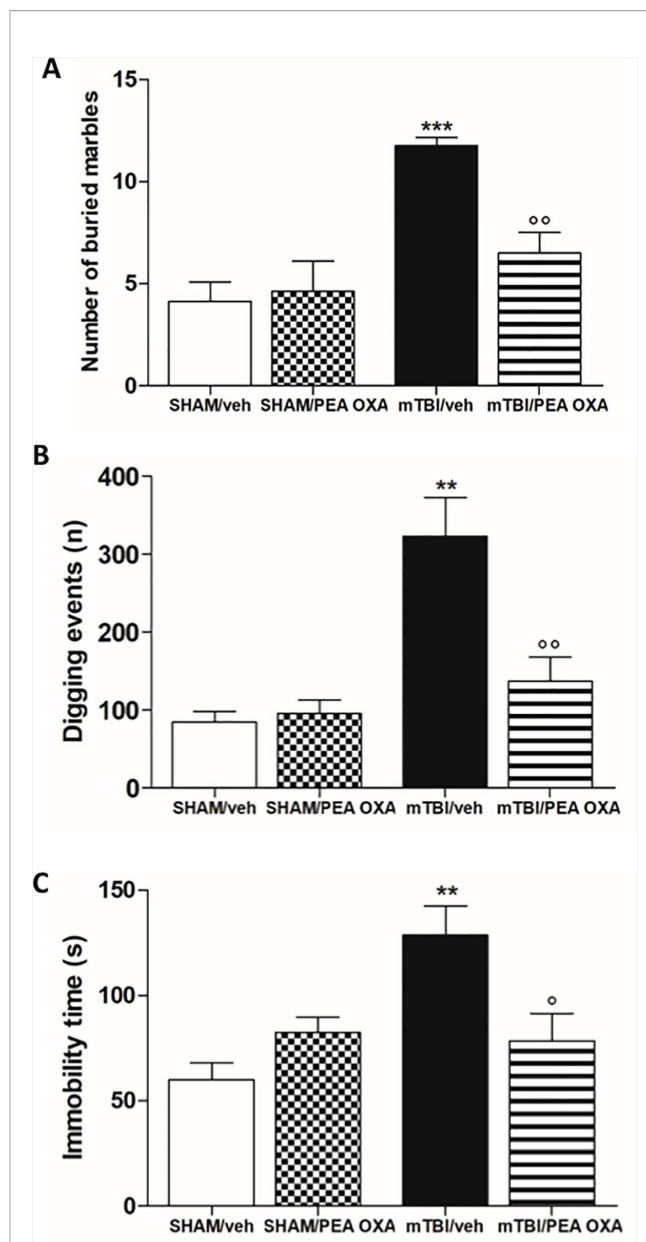 A
Number of buried marbles
15
10
5
0
***
°°
SHAM/veh SHAM/PEA OXA mTBI/veh mTBI/PEA OXA
B
Digging events (n)
400
300
200
100
0
**
°°
SHAM/veh SHAM/PEA OXA mTBI/veh mTBI/PEA OXA
C
Immobility time (s)
150
100
50
0
**
°
SHAM/veh SHAM/PEA OXA mTBI/veh mTBI/PEA OXA